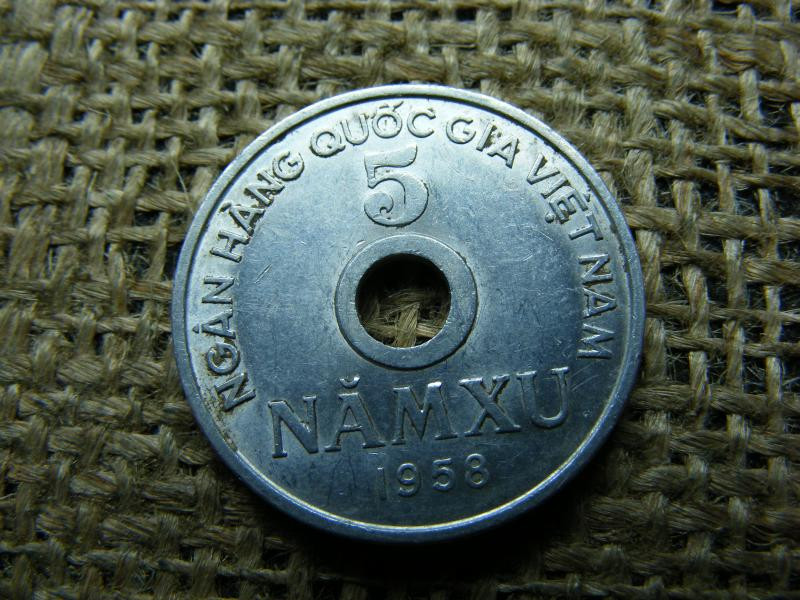 NGÂN HÀNG QUỐC GIA VIỆT NAM
5
NĂM XU
1958